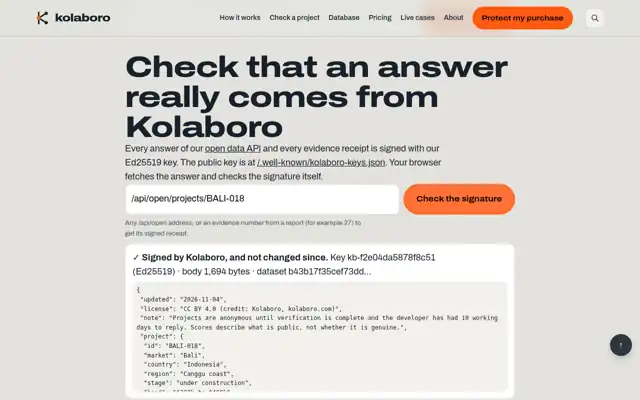 kolaboro
How it works
Check a project
Database
Pricing
Live cases
About
Protect my purchase
Check that an answer
really comes from
Kolaboro
Every answer of our open data API and every evidence receipt is signed with our
Ed25519 key. The public key is at /.well-known/kolaboro-keys.json. Your browser
fetches the answer and checks the signature itself.
/api/open/projects/BALI-018
Check the signature
Any /api/open address, or an evidence number from a report (for example 27) to
get its signed receipt.
✓ Signed by Kolaboro, and not changed since. Key kb-f2e04da5878f8c51
(Ed25519) · body 1,694 bytes · dataset b43b17f35cef73dd...
{
"updated": "2026-11-04",
"license": "CC BY 4.0 (credit: Kolaboro, kolaboro.com)",
"note": "Projects are anonymous until verification is complete and the developer has had 10 working
days to reply. Scores describe what is public, not whether it is genuine.",
"project": {
"id": "BALI-018",
"market": "Bali",
"country": "Indonesia",
"region": "Canggu coast",
"stage": "under construction",